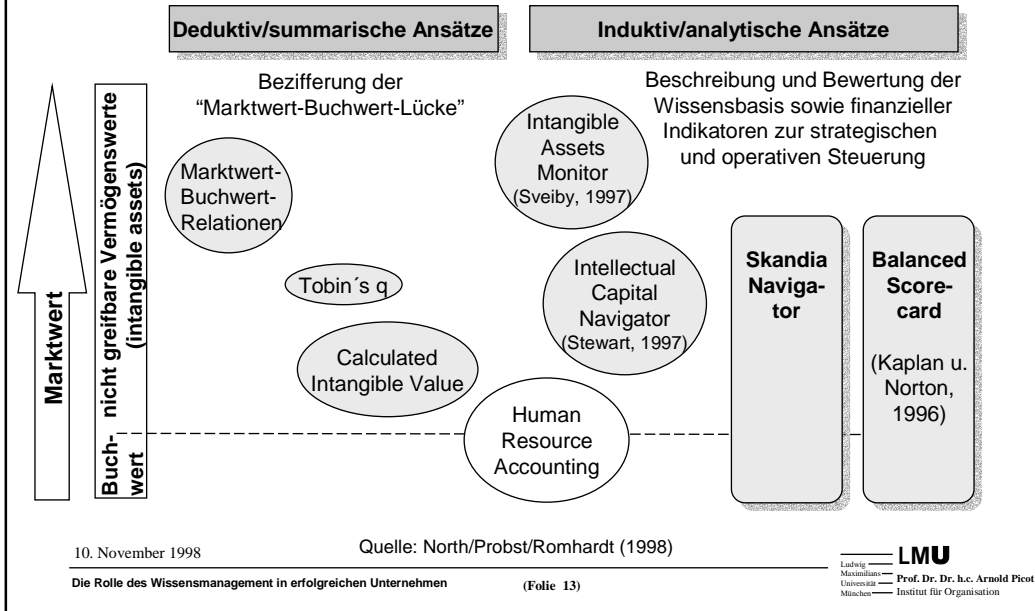 Deduktiv/summarische Ansätze
Induktiv/analytische Ansätze
Bezifferung der
“Marktwert-Buchwert-Lücke”
Beschreibung und Bewertung der
Wissensbasis sowie finanzieller
Indikatoren zur strategischen
und operativen Steuerung
Marktwert
nicht greifbare Vermögenswerte
(intangible assets)
Buch-
wert
Marktwert-
Buchwert-
Relationen
Tobin´s q
Calculated
Intangible Value
Intangible
Assets
Monitor
(Sveiby, 1997)
Intellectual
Capital
Navigator
(Stewart, 1997)
Human
Resource
Accounting
Skandia
Naviga-
tor
Balanced
Score-
card
(Kaplan u.
Norton,
1996)
10. November 1998
Quelle: North/Probst/Romhardt (1998)
Die Rolle des Wissensmanagement in erfolgreichen Unternehmen
(Folie 13)
Ludwig
Maximilians
Universität
München
LMU
Prof. Dr. Dr. h.c. Arnold Picot
Institut für Organisation